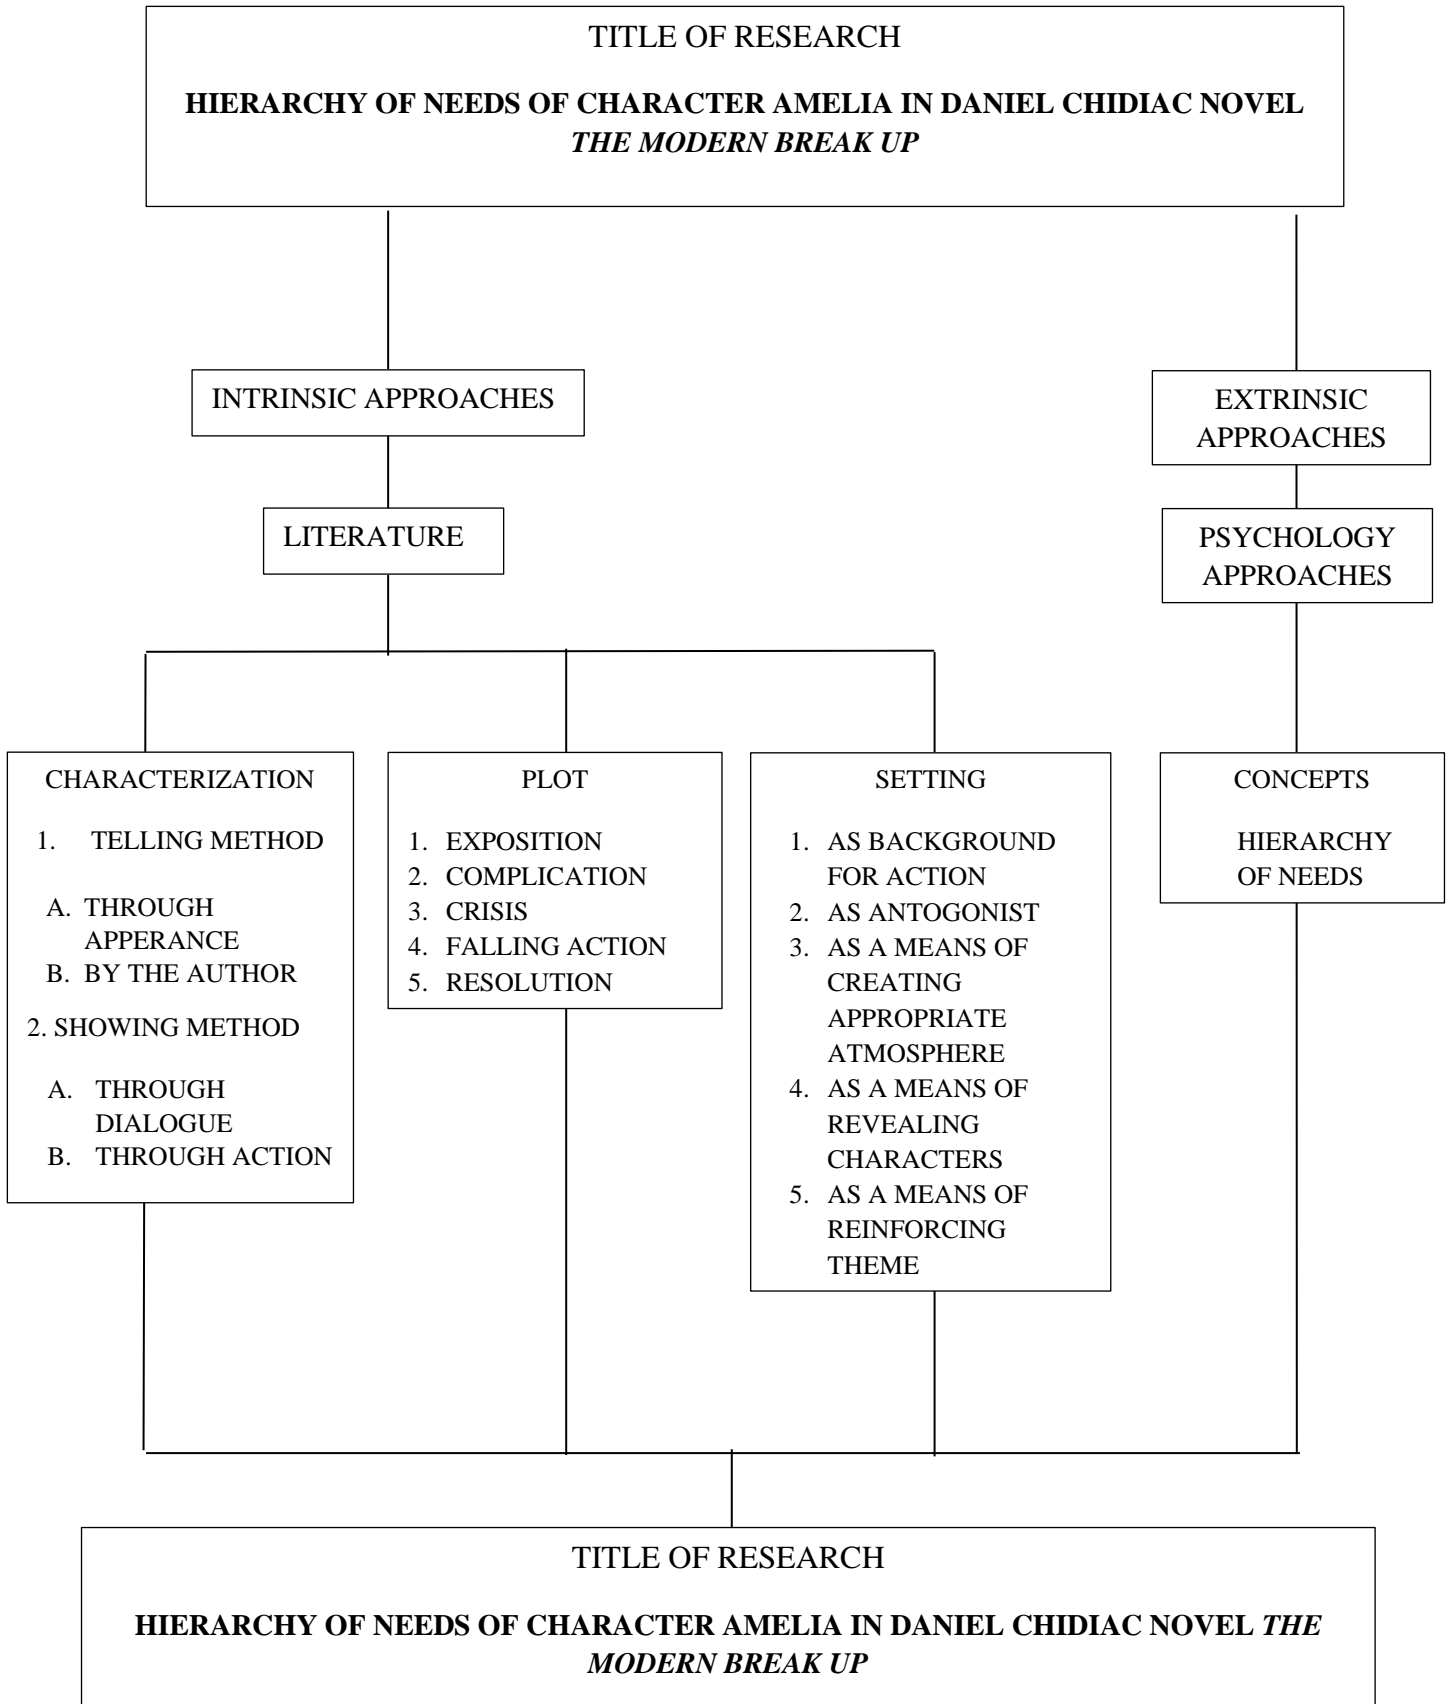 TITLE OF RESEARCH
HIERARCHY OF NEEDS OF CHARACTER AMELIA IN DANIEL CHIDIAC NOVEL
THE MODERN BREAK UP
INTRINSIC APPROACHES
EXTRINSIC
APPROACHES
LITERATURE
PSYCHOLOGY
APPROACHES
CHARACTERIZATION
1. TELLING METHOD
A. THROUGH
APPERANCE
B. BY THE AUTHOR
2. SHOWING METHOD
A. THROUGH
DIALOGUE
B. THROUGH ACTION
PLOT
1. EXPOSITION
2. COMPLICATION
3. CRISIS
4. FALLING ACTION
5. RESOLUTION
SETTING
1. AS BACKGROUND
FOR ACTION
2. AS ANTOGONIST
3. AS A MEANS OF
CREATING
APPROPRIATE
ATMOSPHERE
4. AS A MEANS OF
REVEALING
CHARACTERS
5. AS A MEANS OF
REINFORCING
THEME
CONCEPTS
HIERARCHY
OF NEEDS
TITLE OF RESEARCH
HIERARCHY OF NEEDS OF CHARACTER AMELIA IN DANIEL CHIDIAC NOVEL THE
MODERN BREAK UP